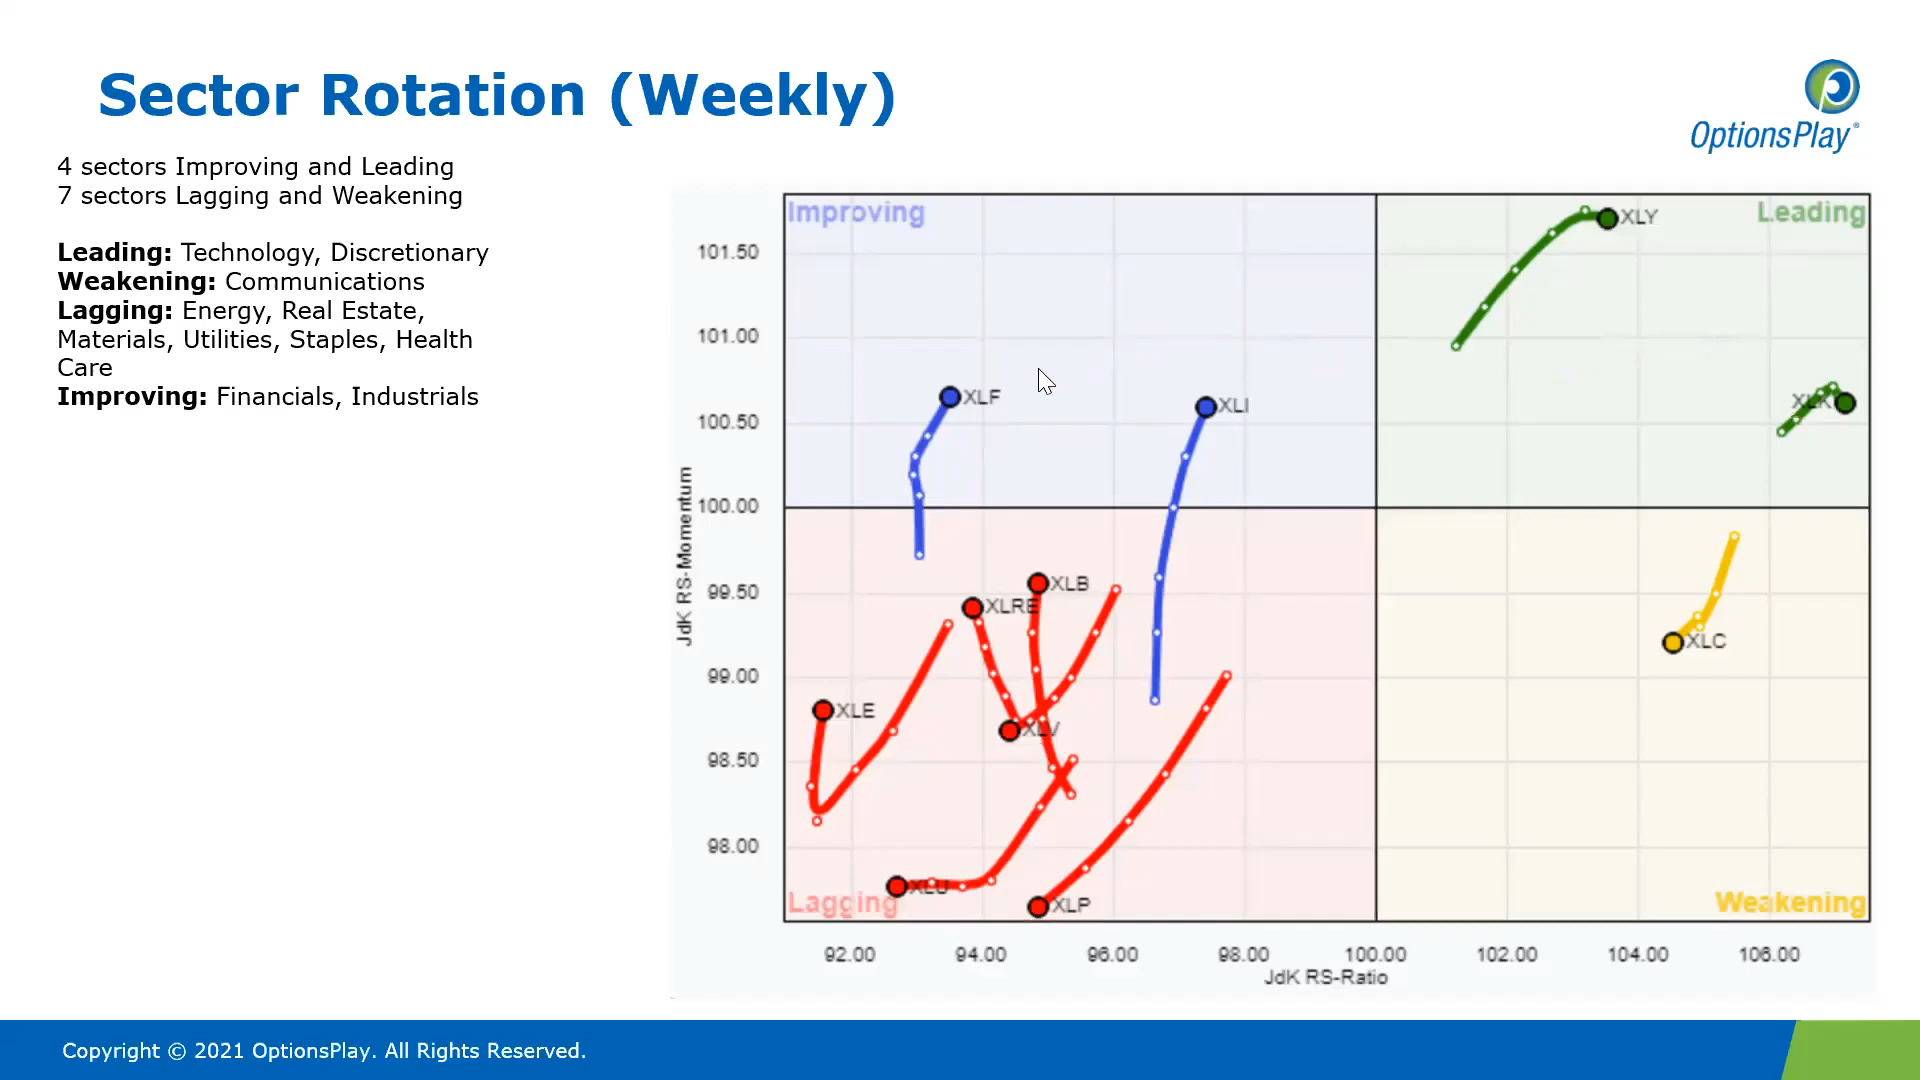 Sector Rotation (Weekly)
OptionsPlay®
4 sectors Improving and Leading
7 sectors Lagging and Weakening
Leading: Technology, Discretionary
Weakening: Communications
Lagging: Energy, Real Estate,
Materials, Utilities, Staples, Health
Care
Improving: Financials, Industrials
Improving
Leading
XLY
101.50
101.00
XLF
XLI
XLK
100.50
JdK RS-Momentum
100.00
XLB
99.50
XLRE
XLC
99.00
XLE
XLV
98.50
98.00
XLU
Lagging
XLP
Weakening
92.00 94.00 96.00 98.00 100.00 102.00 104.00 106.00
JdK RS-Ratio
Copyright © 2021 OptionsPlay. All Rights Reserved.